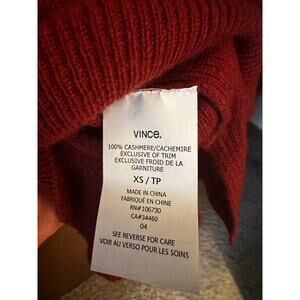 VINCE.
100% CASHMERE/CACHEMIRE
EXCLUSIVE OF TRIM
EXCLUSIF FROID DE LA
GARNITURE
XS / TP
MADE IN CHINA
FABRIQUÉ EN CHINE
RN#106730
CA#34460
04
SEE REVERSE FOR CARE
VOIR AU VERSO POUR LES SOINS